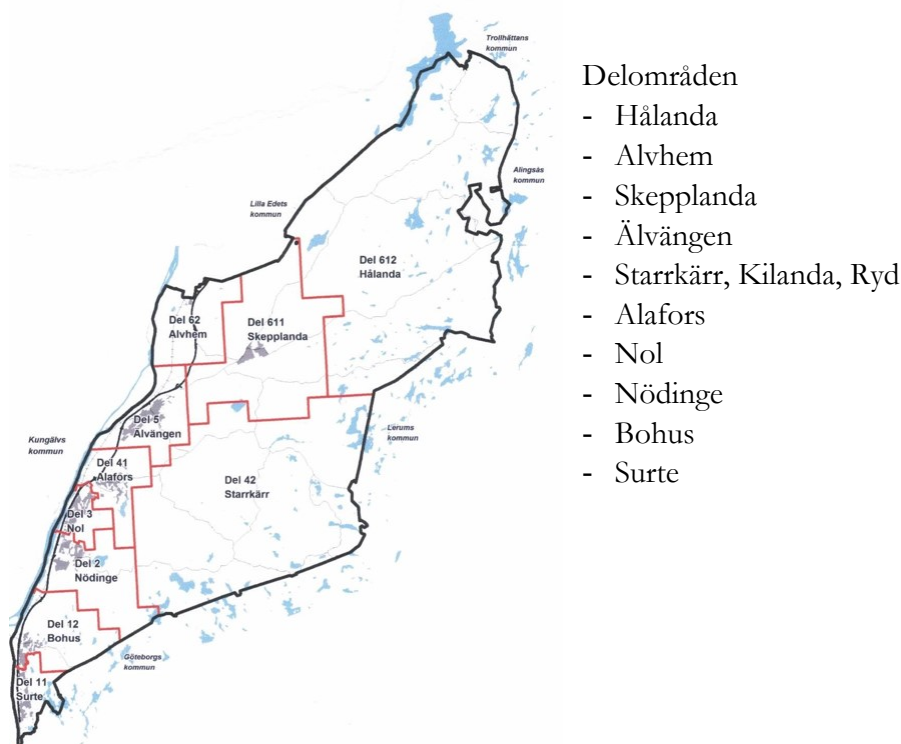 Trollhättans
kommun
Alingsås
kommun
Lilla Edets
kommun
Del 612
Hålanda
Del 62
Alvhem
Del 611
Skepplanda
Del 5
Älvängen
Lerums
kommun
Kungälvs
kommun
Del 41
Alafors
Del 42
Starrkärr
Del 3
Nol
Del 2
Nödinge
Del 12
Bohus
Göteborgs
kommun
Del 11
Surte
Delområden
- Hålanda
- Alvhem
- Skepplanda
- Älvängen
- Starrkärr, Kilanda, Ryd
- Alafors
- Nol
- Nödinge
- Bohus
- Surte